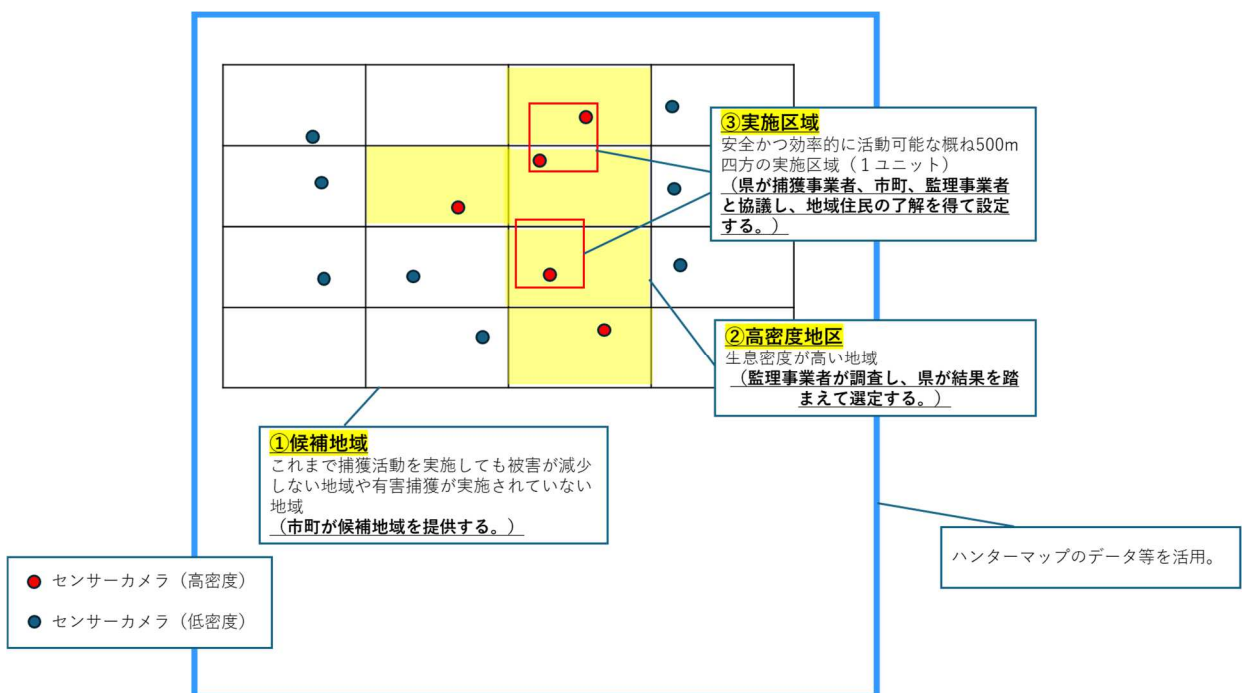 ③実施区域
安全かつ効率的に活動可能な概ね500m
四方の実施区域（１ユニット）
（県が捕獲事業者、市町、監理事業者
と協議し、地域住民の了解を得て設定
する。）
②高密度地区
生息密度が高い地域
（監理事業者が調査し、県が結果を踏
まえて選定する。）
①候補地域
これまで捕獲活動を実施しても被害が減少
しない地域や有害捕獲が実施されていない
地域
（市町が候補地域を提供する。）
ハンターマップのデータ等を活用。
センサーカメラ（高密度）
センサーカメラ（低密度）